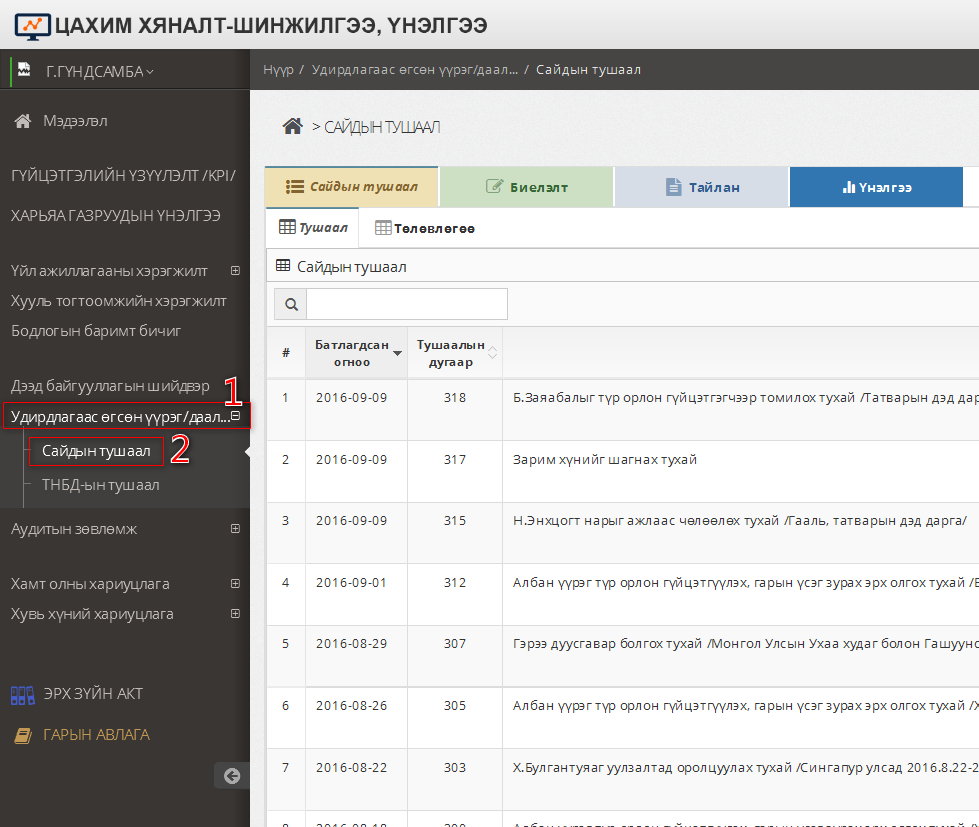 ЦАХИМ ХЯНАЛТ-ШИНЖИЛГЭЭ, ҮНЭЛГЭЭ
Г.ГҮНДСАМБА
Нүүр / Удирдлагаас өгсөн үүрэг/даал... / Сайдын тушаал
Мэдээлэл
ГҮЙЦЭТГЭЛИЙН ҮЗҮҮЛЭЛТ /KPI/
ХАРЬЯА ГАЗРУУДЫН ҮНЭЛГЭЭ
Үйл ажиллагааны хэрэгжилт
Хууль тогтоомжийн хэрэгжилт
Бодлогын баримт бичиг
Дээд байгууллагын шийдвэр
1
Удирдлагаас өгсөн үүрэг/даал...
Сайдын тушаал
2
ТНБД-ын тушаал
Аудитын зөвлөмж
Хамт олны хариуцлага
Хувь хүний хариуцлага
ЭРХ ЗҮЙН АКТ
ГАРЫН АВЛАГА
> САЙДЫН ТУШААЛ
Сайдын тушаал Биелэлт Тайлан Үнэлгээ
Тушаал Төлөвлөгөө
Сайдын тушаал
# Батлагдсан огноо Тушаалын дугаар
1 2016-09-09 318 Б.Заяабалыг түр орлон гүйцэтгэгчээр томилох тухай /Татварын дэд дар
2 2016-09-09 317 Зарим хүнийг шагнах тухай
3 2016-09-09 315 Н.Энхцогт нарыг ажлаас чөлөөлөх тухай /Гааль, татварын дэд дарга/
4 2016-09-01 312 Албан үүрэг түр орлон гүйцэтгүүлэх, гарын үсэг зурах эрх олгох тухай /
5 2016-08-29 307 Гэрээ дуусгавар болгох тухай /Монгол Улсын Ухаа худаг болон Гашуунс
6 2016-08-26 305 Албан үүрэг түр орлон гүйцэтгүүлэх, гарын үсэг зурах эрх олгох тухай /Х
7 2016-08-22 303 Х.Булгантуяаг уулзалтад оролцуулах тухай /Сингапур улсад 2016.8.22-2